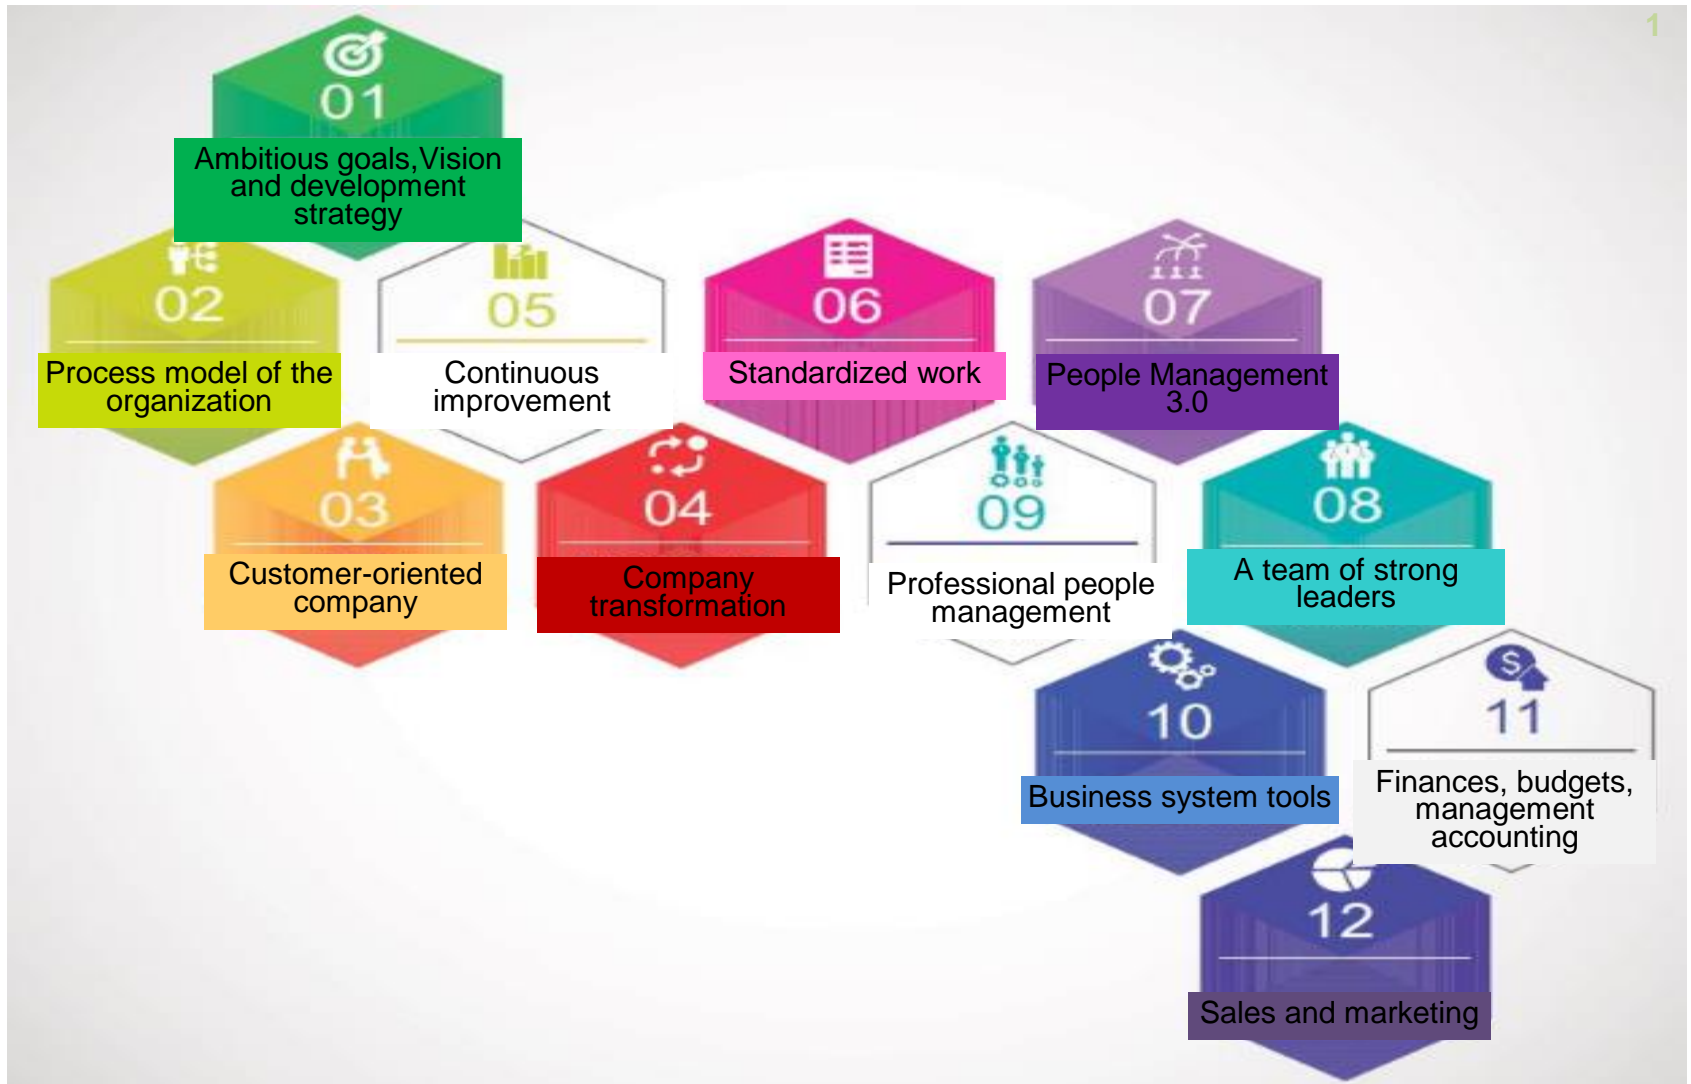 1
01
Ambitious goals,Vision
and development
strategy
02
Process model of the
organization
05
Continuous
improvement
06
Standardized work
07
People Management
3.0
03
Customer-oriented
company
04
Company
transformation
09
Professional people
management
08
A team of strong
leaders
10
Business system tools
$
11
Finances, budgets,
management
accounting
12
Sales and marketing